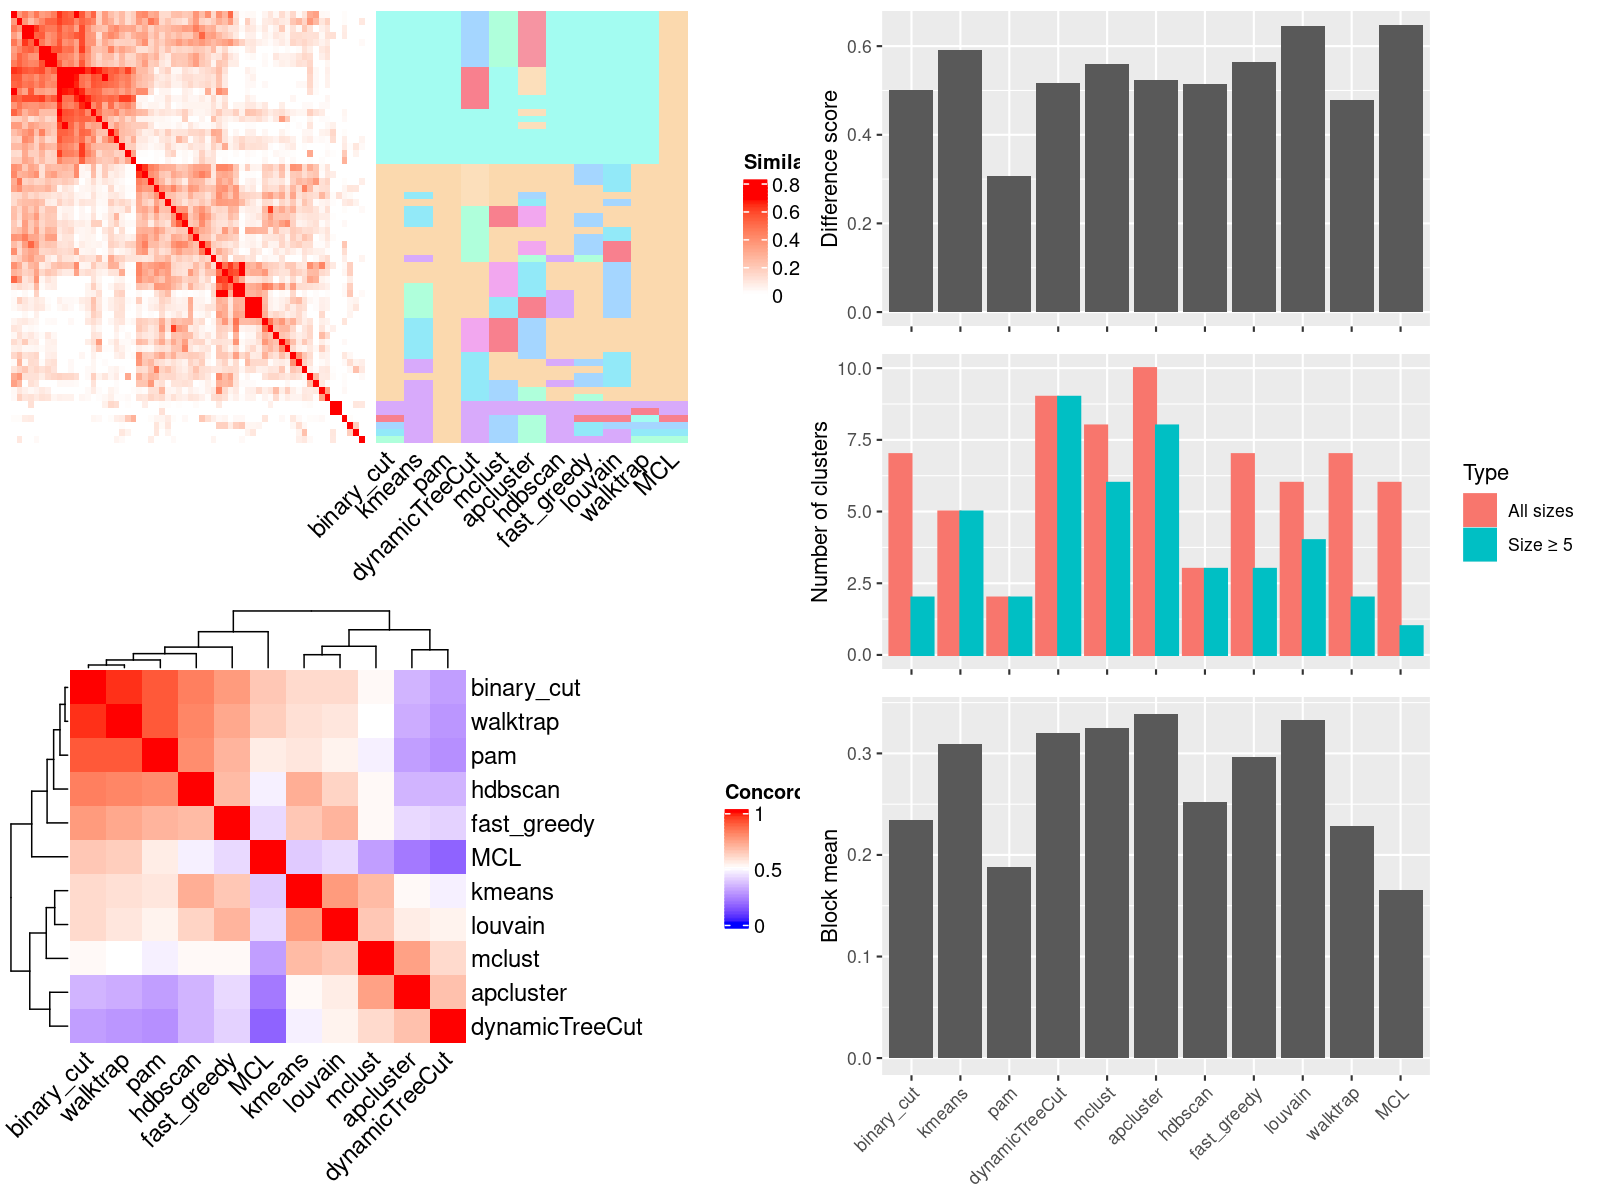 Simila
0.8
0.6
0.4
0.2
0
binary_cut
kmeans
pam
dynamicTreeCut
mclust
apcluster
hdbscan
fast_greedy
louvain
walktrap
MCL
binary_cut
walktrap
pam
hdbscan
fast_greedy
MCL
kmeans
louvain
mclust
apcluster
dynamicTreeCut
Concord
1
0.5
0
binary_cut
walktrap
pam
hdbscan
fast_greedy
MCL
kmeans
louvain
mclust
apcluster
dynamicTreeCut
Difference score
0.6
0.4
0.2
0.0
Number of clusters
10.0
7.5
5.0
2.5
0.0
Type
All sizes
Size ≥ 5
Block mean
0.3
0.2
0.1
0.0
binary_cut
kmeans
pam
dynamicTreeCut
mclust
apcluster
hdbscan
fast_greedy
louvain
walktrap
MCL